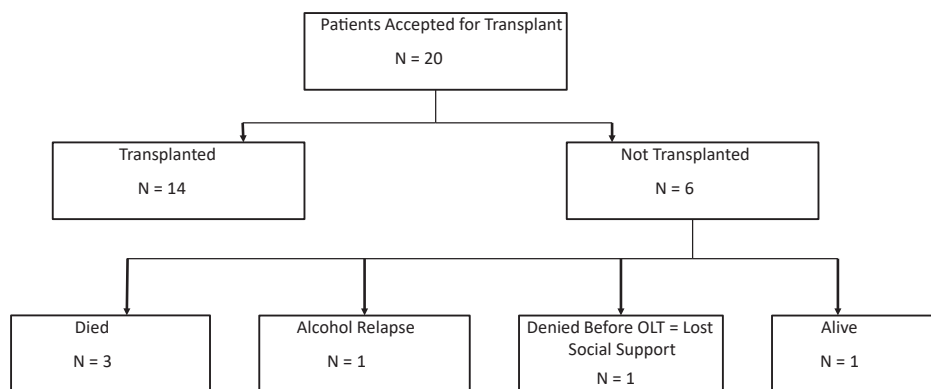 Patients Accepted for Transplant
N = 20
Transplanted
N = 14
Not Transplanted
N = 6
Died
N = 3
Alcohol Relapse
N = 1
Denied Before OLT = Lost
Social Support
N = 1
Alive
N = 1